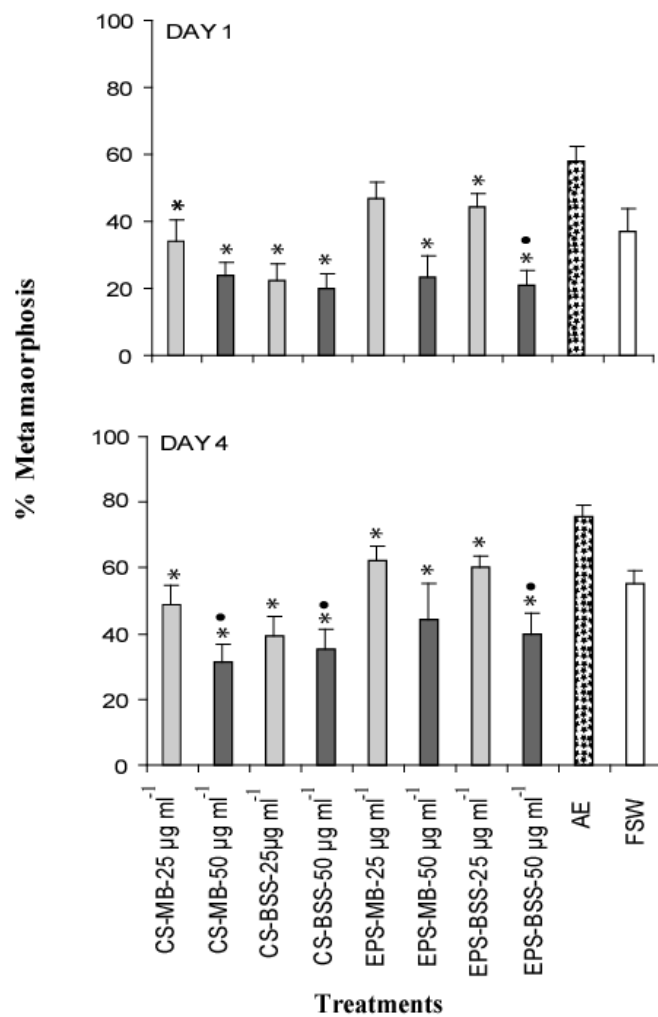 DAY 1
100
80
60
40
20
0
% Metamaorphosis
DAY 4
100
80
60
40
20
0
CS-MB-25 µg ml⁻¹
CS-MB-50 µg ml⁻¹
CS-BSS-25µg ml⁻¹
CS-BSS-50 µg ml⁻¹
EPS-MB-25 µg ml⁻¹
EPS-MB-50 µg ml⁻¹
EPS-BSS-25 µg ml⁻¹
EPS-BSS-50 µg ml⁻¹
AE
FSW
Treatments